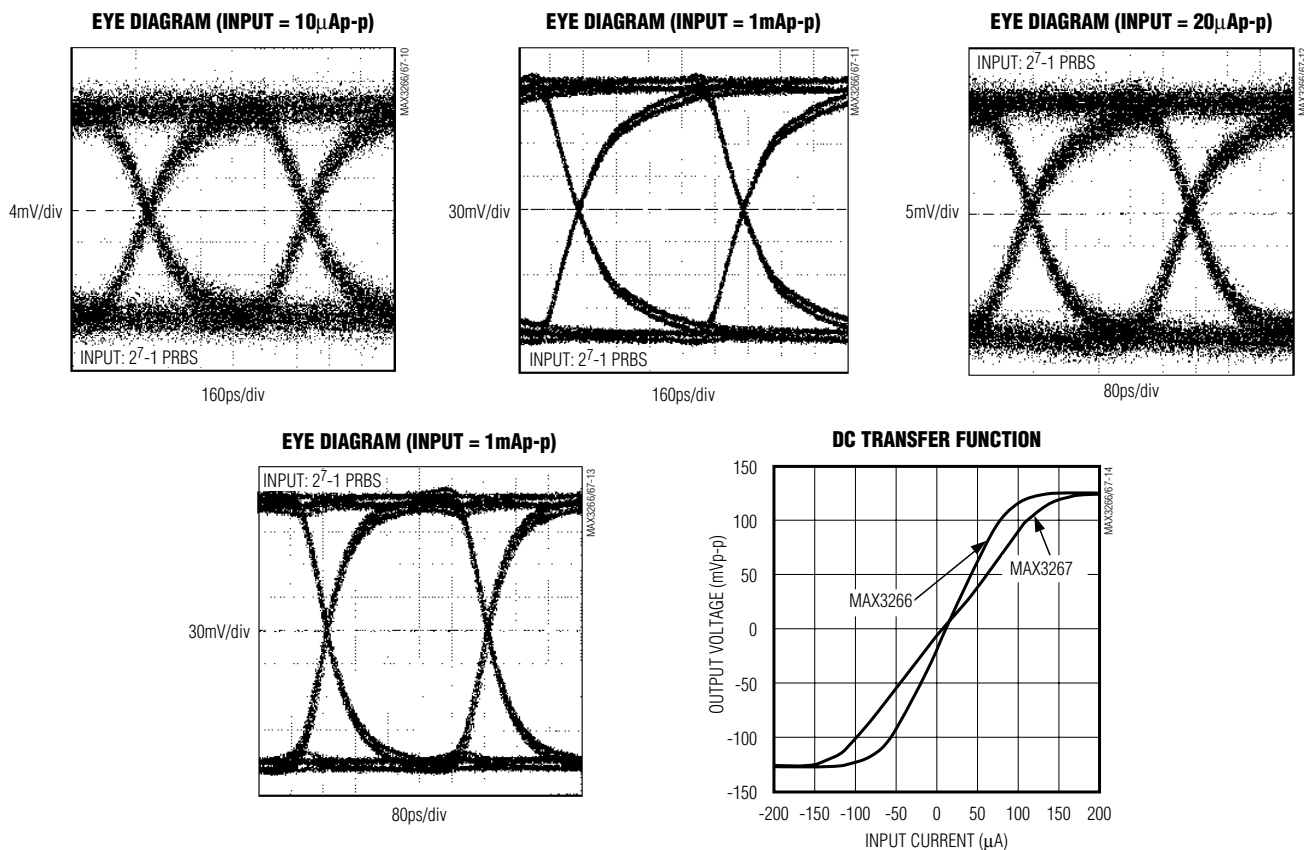 EYE DIAGRAM (INPUT = 10μAp-p)
MAX3266/67-10
4mV/div
INPUT: 2⁷-1 PRBS
160ps/div
EYE DIAGRAM (INPUT = 1mAp-p)
MAX3266/67-11
30mV/div
INPUT: 2⁷-1 PRBS
160ps/div
EYE DIAGRAM (INPUT = 20μAp-p)
INPUT: 2⁷-1 PRBS
MAX3266/67-12
5mV/div
80ps/div
EYE DIAGRAM (INPUT = 1mAp-p)
INPUT: 2⁷-1 PRBS
MAX3266/67-13
30mV/div
80ps/div
DC TRANSFER FUNCTION
MAX3266/67-14
OUTPUT VOLTAGE (mVp-p)
150
100
50
0
-50
-100
-150
MAX3266
MAX3267
-200 -150 -100 -50 0 50 100 150 200
INPUT CURRENT (μA)